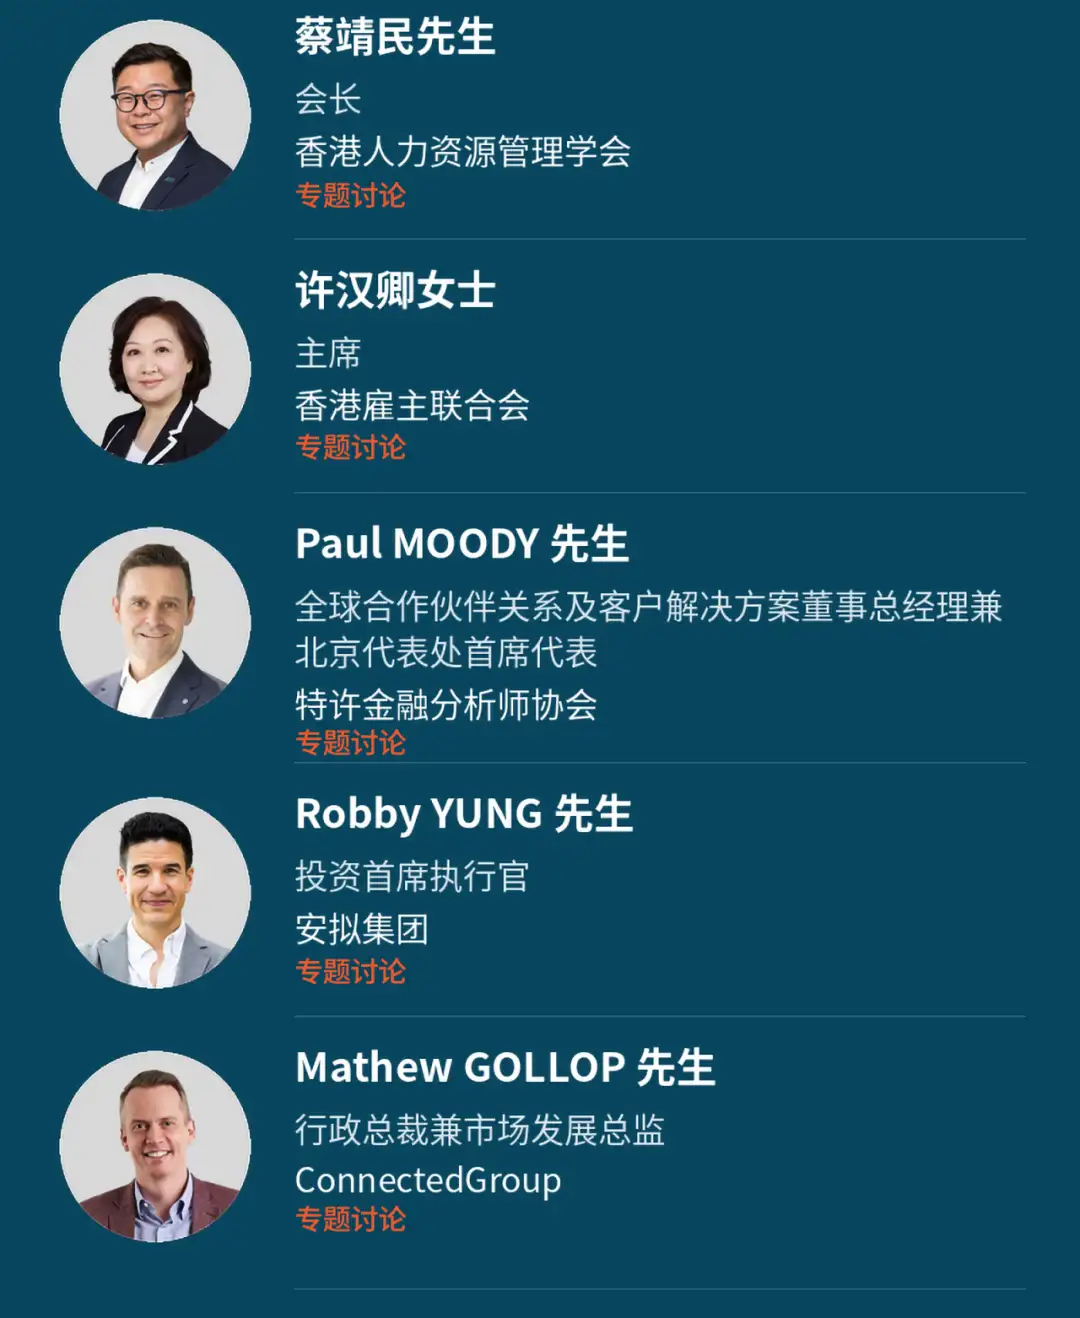 蔡靖民先生
会长
香港人力资源管理学会
专题讨论
许汉卿女士
主席
香港雇主联合会
专题讨论
Paul MOODY 先生
全球合作伙伴关系及客户解决方案董事总经理兼
北京代表处首席代表
特许金融分析师协会
专题讨论
Robby YUNG 先生
投资首席执行官
安拟集团
专题讨论
Mathew GOLLOP 先生
行政总裁兼市场发展总监
ConnectedGroup
专题讨论